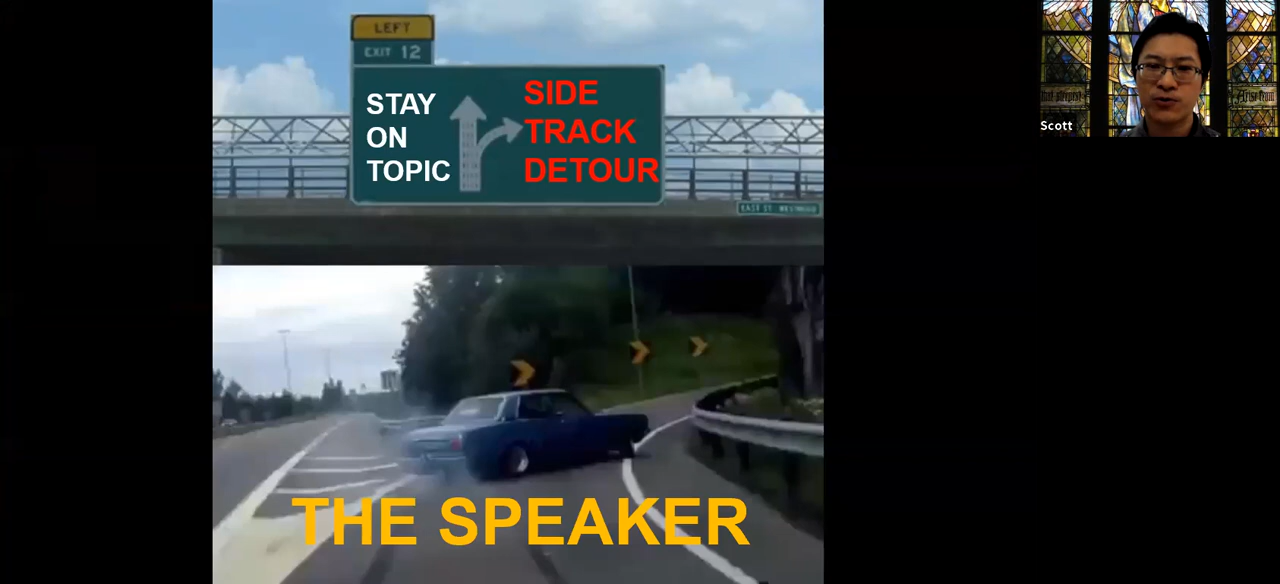 LEFT
EXIT 12
STAY
ON
TOPIC
SIDE
TRACK
DETOUR
THE SPEAKER
Scott